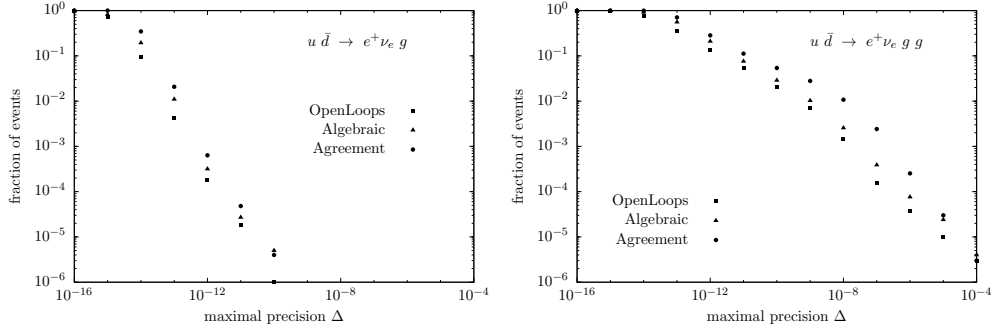 10^0
10^-1
10^-2
10^-3
10^-4
10^-5
10^-6
fraction of events
u d̄ → e⁺ν_e g
OpenLoops
Algebraic
Agreement
10^-16 10^-12 10^-8 10^-4
maximal precision Δ
10^0
10^-1
10^-2
10^-3
10^-4
10^-5
10^-6
fraction of events
u d̄ → e⁺ν_e g g
OpenLoops
Algebraic
Agreement
10^-16 10^-12 10^-8 10^-4
maximal precision Δ